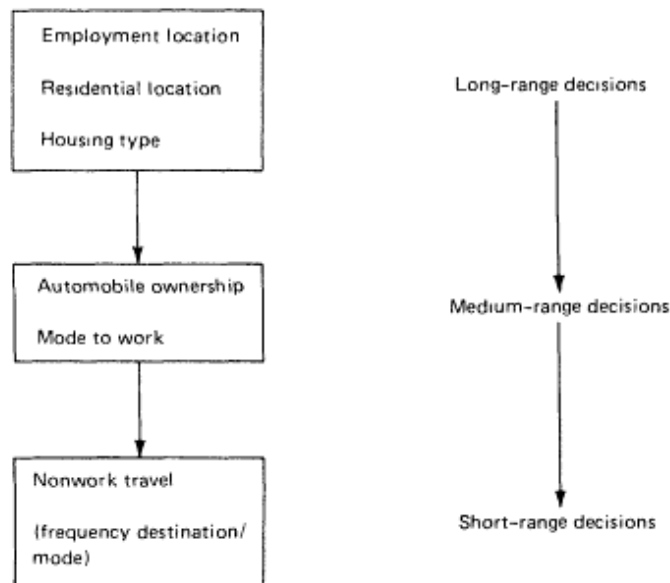 Employment location
Residential location
Housing type
Long-range decisions
Automobile ownership
Mode to work
Medium-range decisions
Nonwork travel
(frequency destination/
mode)
Short-range decisions